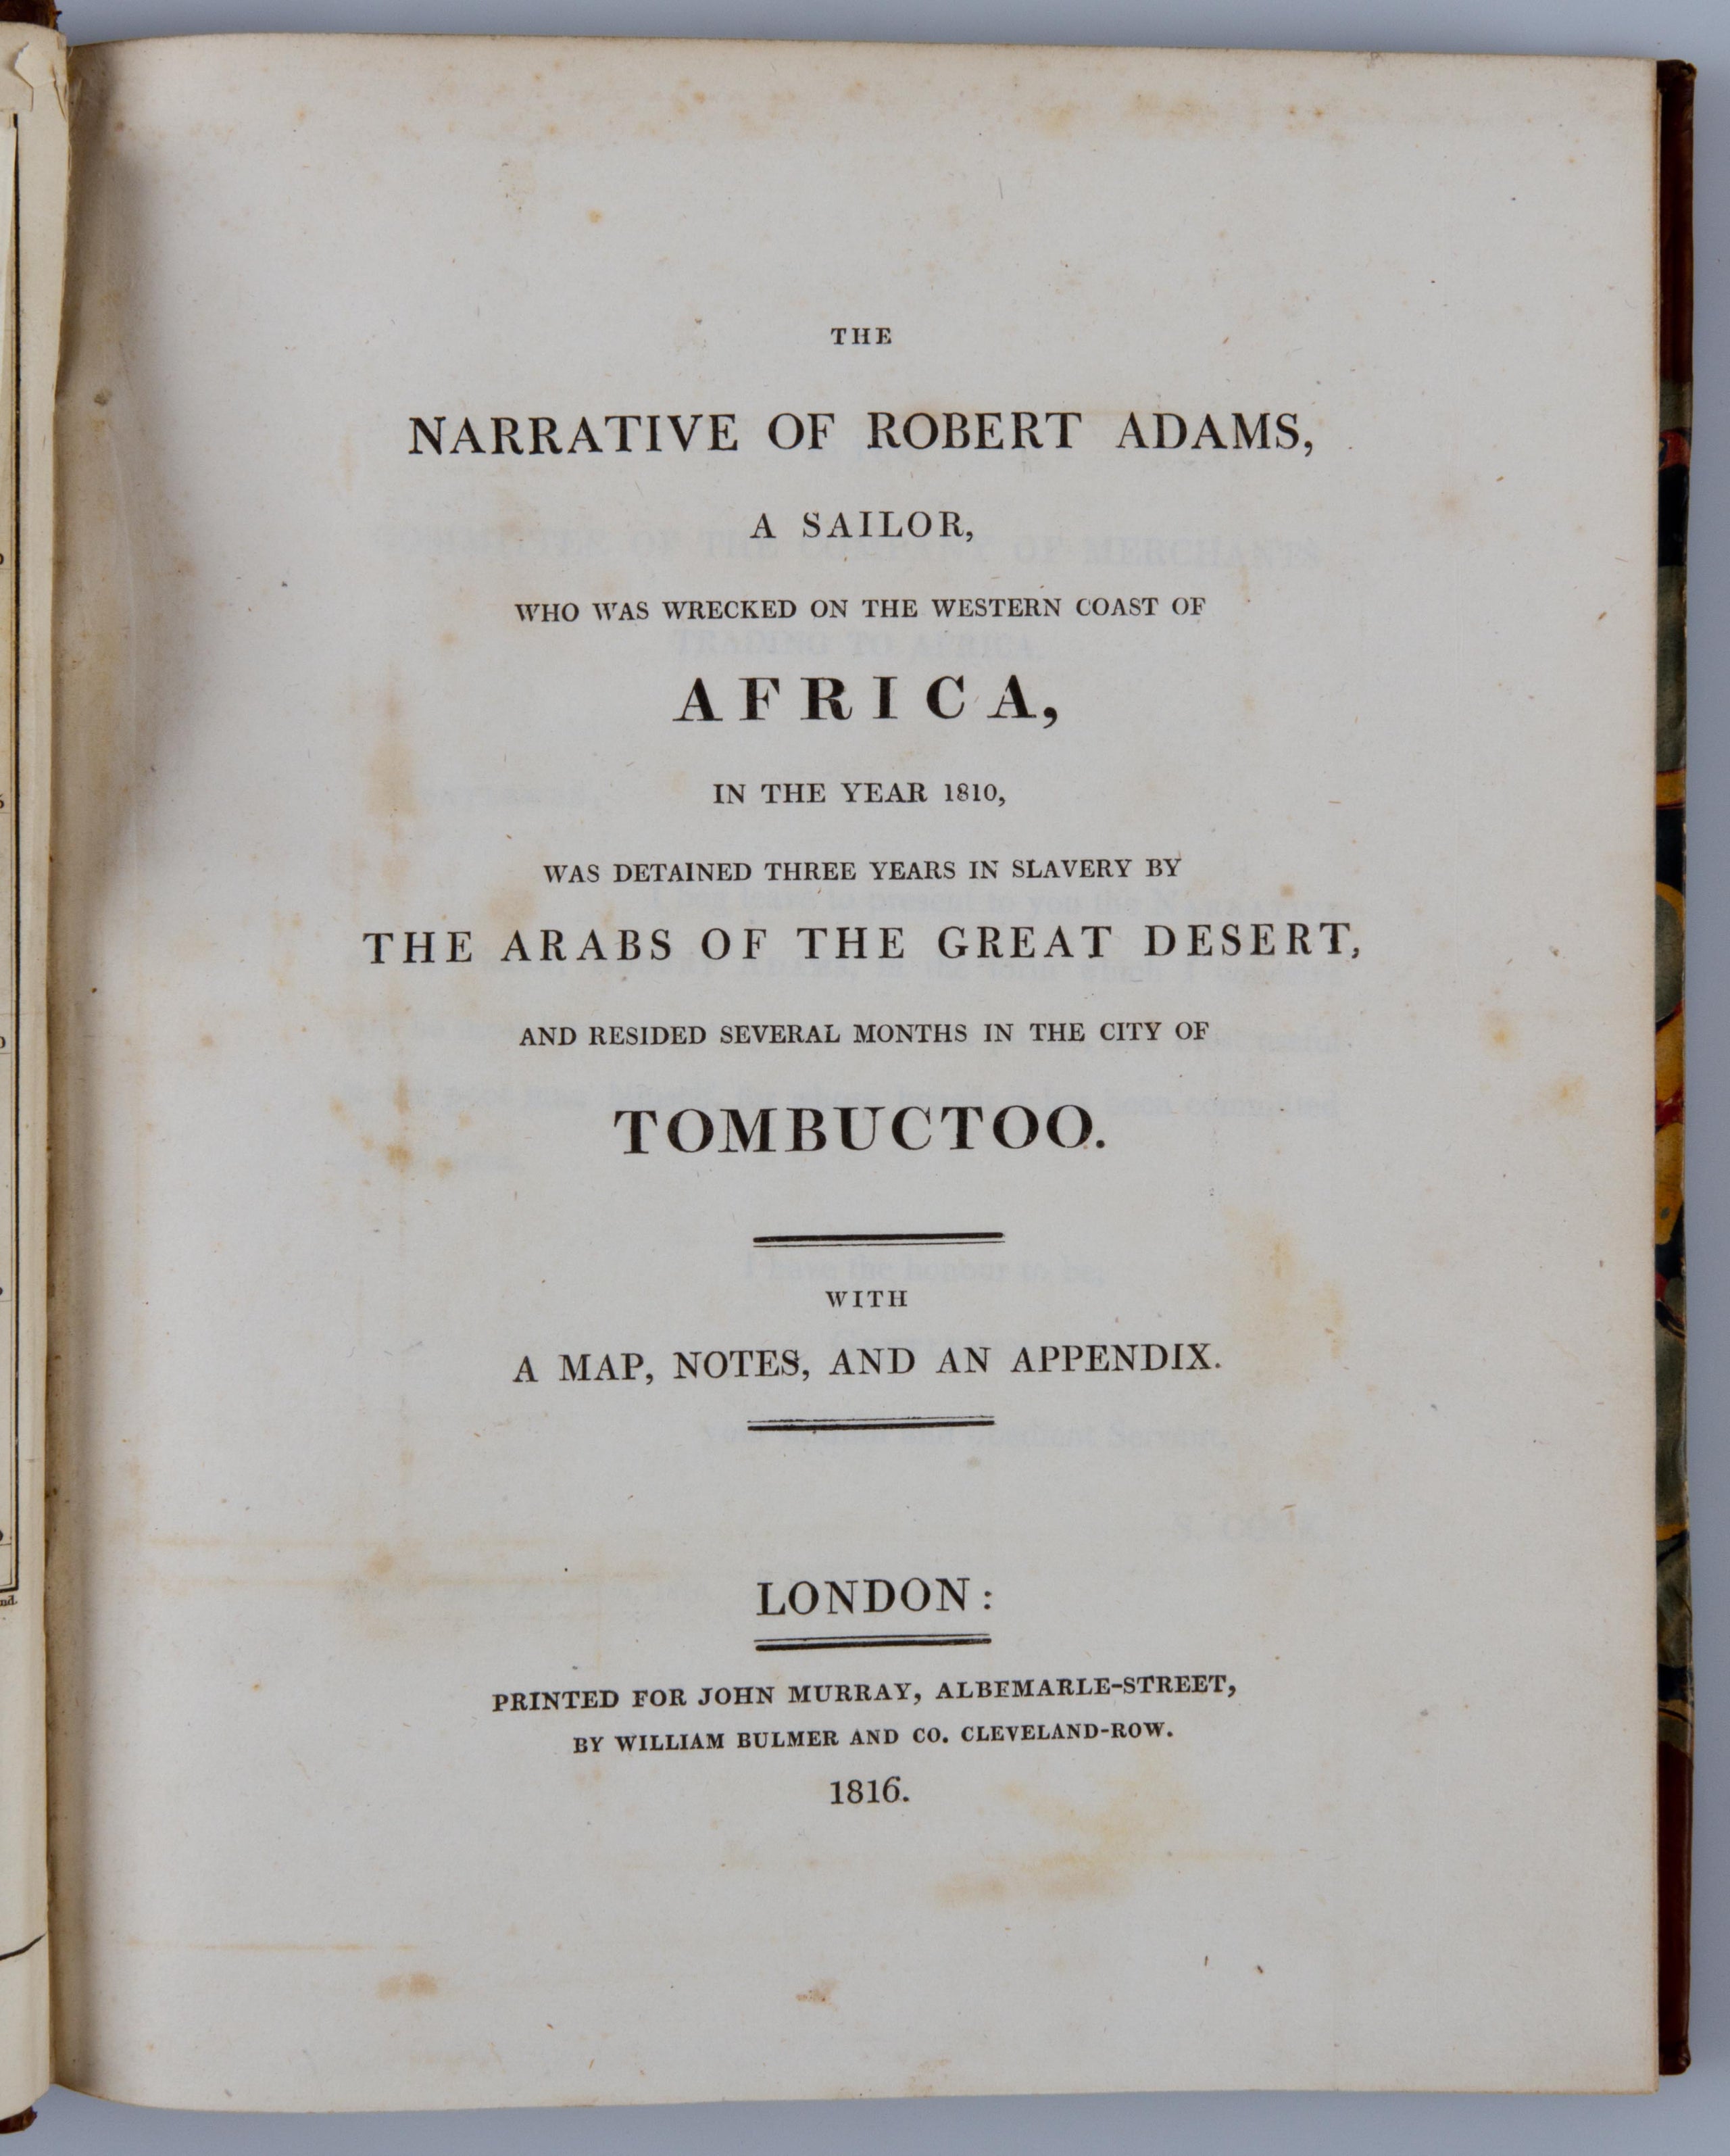 THE
NARRATIVE OF ROBERT ADAMS,
A SAILOR,
WHO WAS WRECKED ON THE WESTERN COAST OF
AFRICA,
IN THE YEAR 1810,
WAS DETAINED THREE YEARS IN SLAVERY BY
THE ARABS OF THE GREAT DESERT,
AND RESIDED SEVERAL MONTHS IN THE CITY OF
TOMBUCTOO.
WITH
A MAP, NOTES, AND AN APPENDIX.
LONDON:
PRINTED FOR JOHN MURRAY, ALBEMARLE-STREET,
BY WILLIAM BULMER AND CO. CLEVELAND-ROW.
1816.